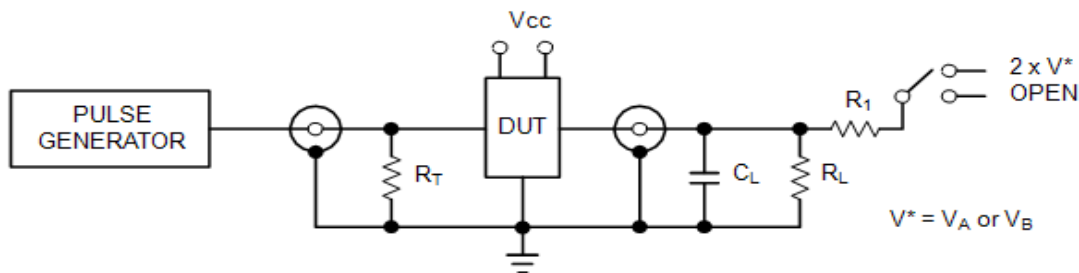 Vcc
PULSE
GENERATOR
RT
DUT
CL
RL
R1
2 x V*
OPEN
V* = VA or VB